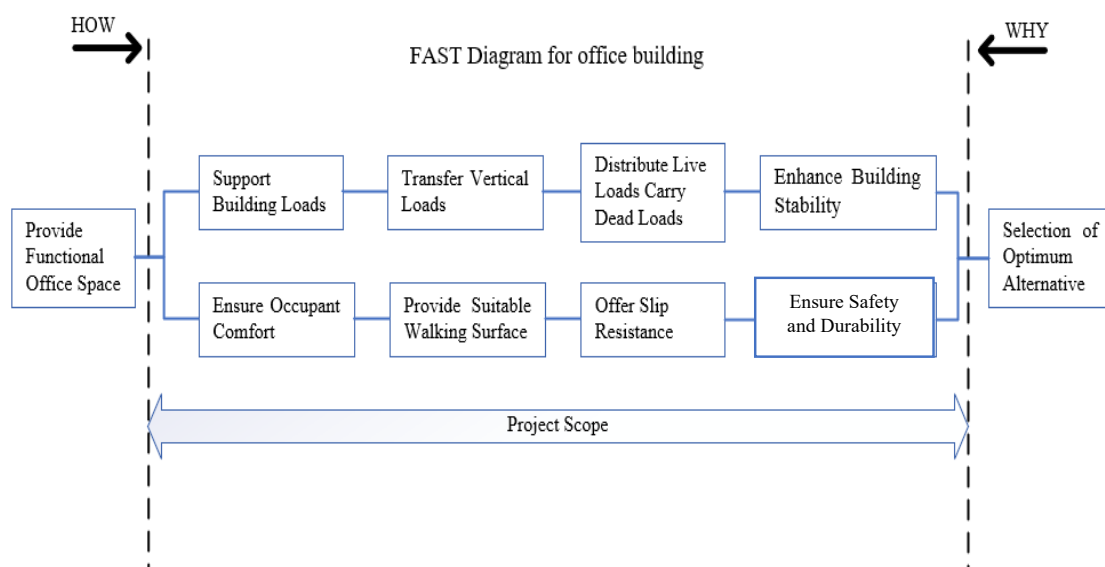 HOW
WHY
FAST Diagram for office building
Provide
Functional
Office Space
Support
Building Loads
Transfer Vertical
Loads
Distribute Live
Loads Carry
Dead Loads
Enhance Building
Stability
Ensure Occupant
Comfort
Provide Suitable
Walking Surface
Offer Slip
Resistance
Ensure Safety
and Durability
Selection of
Optimum
Alternative
Project Scope